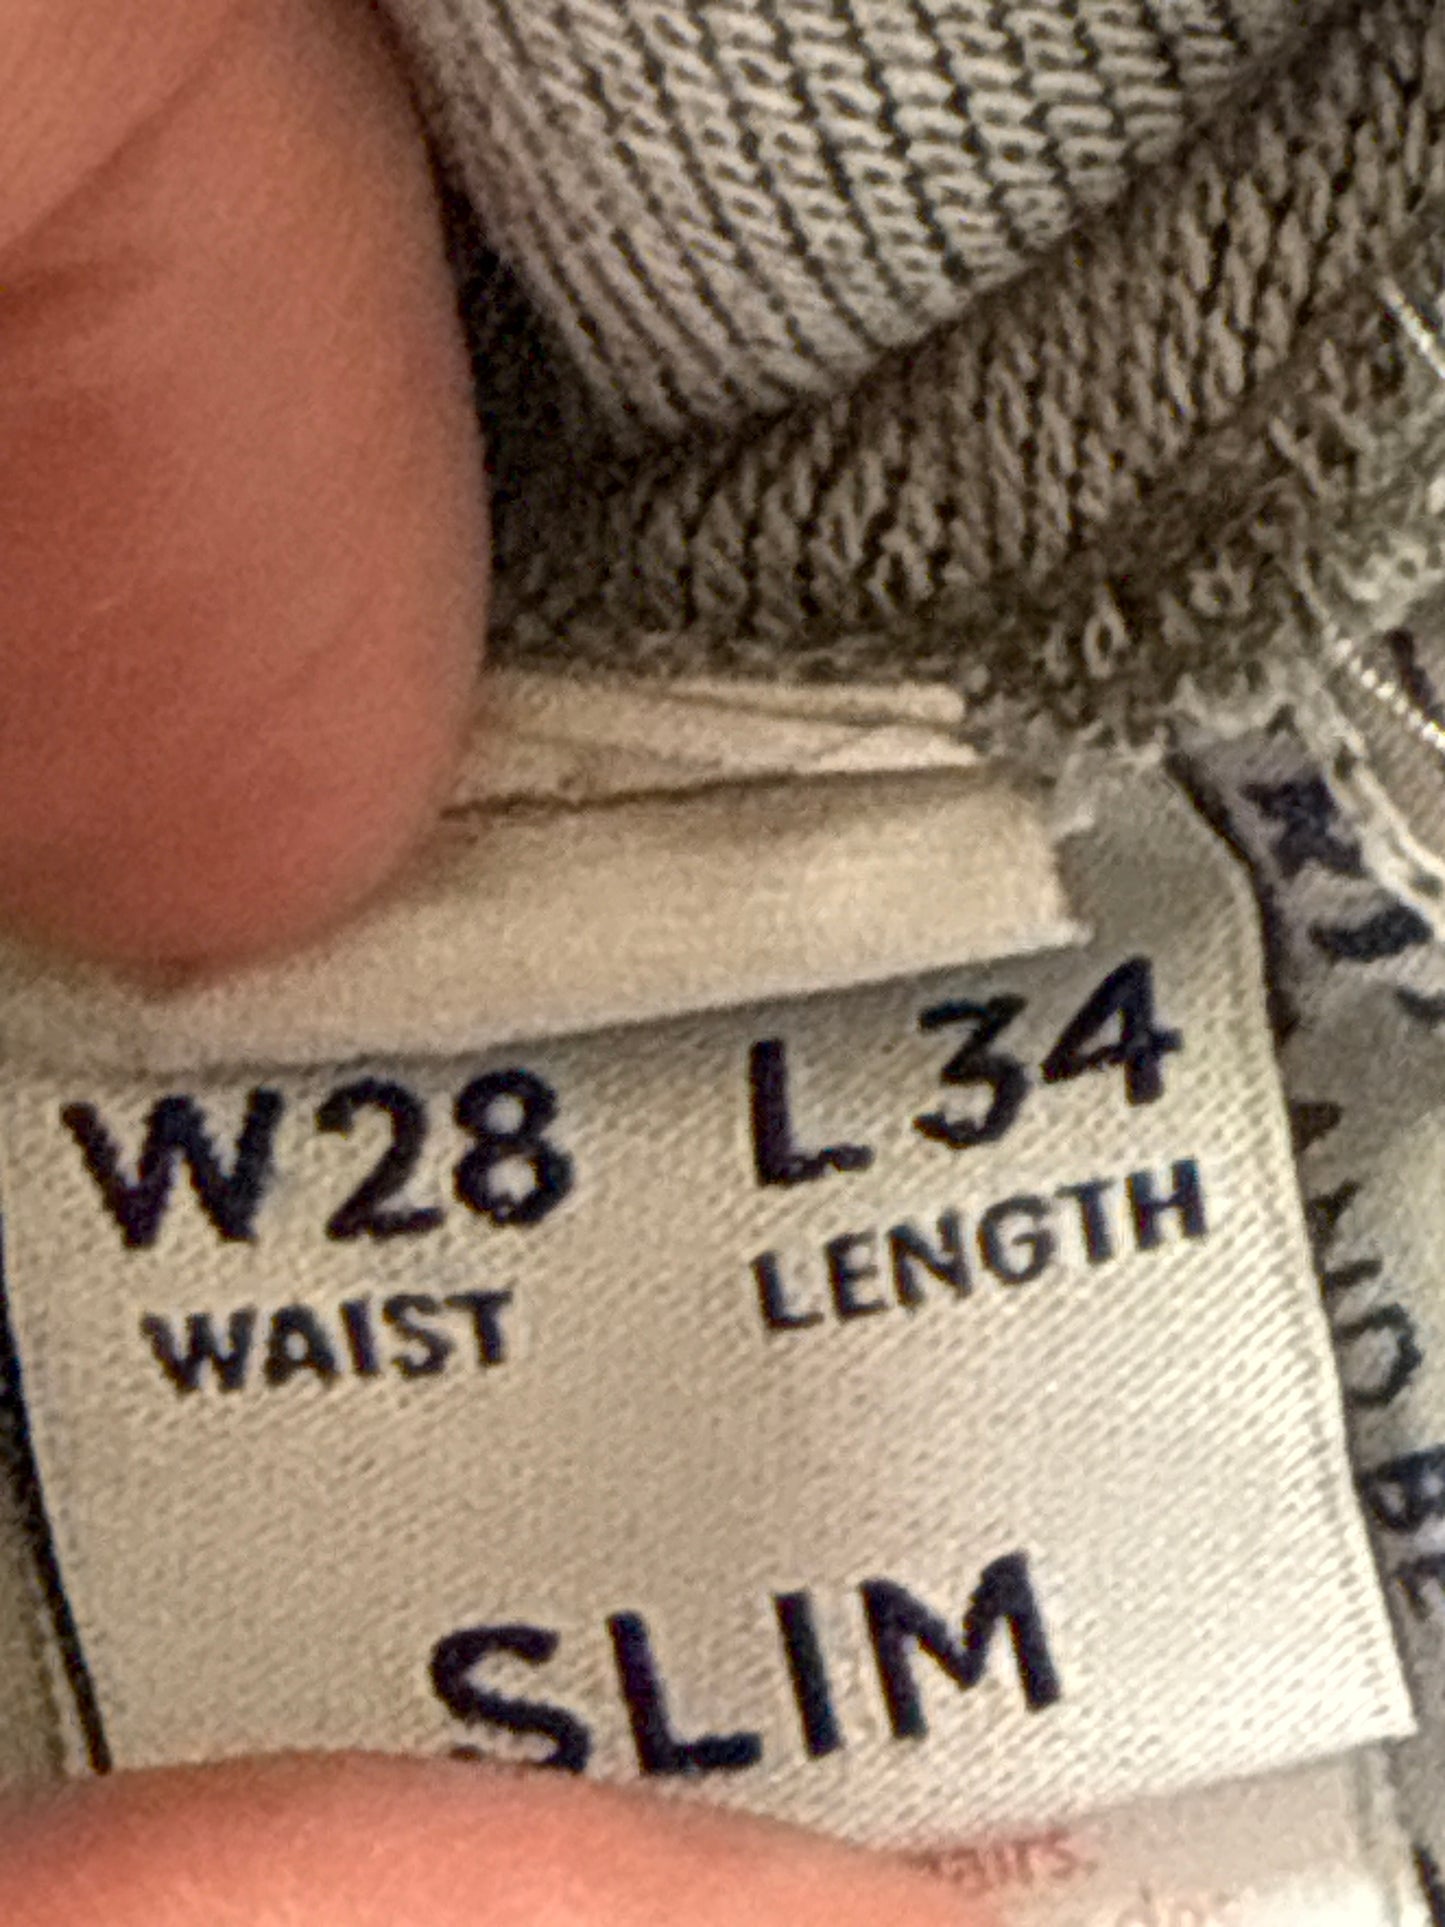 W28 L34
WAIST LENGTH
SLIM